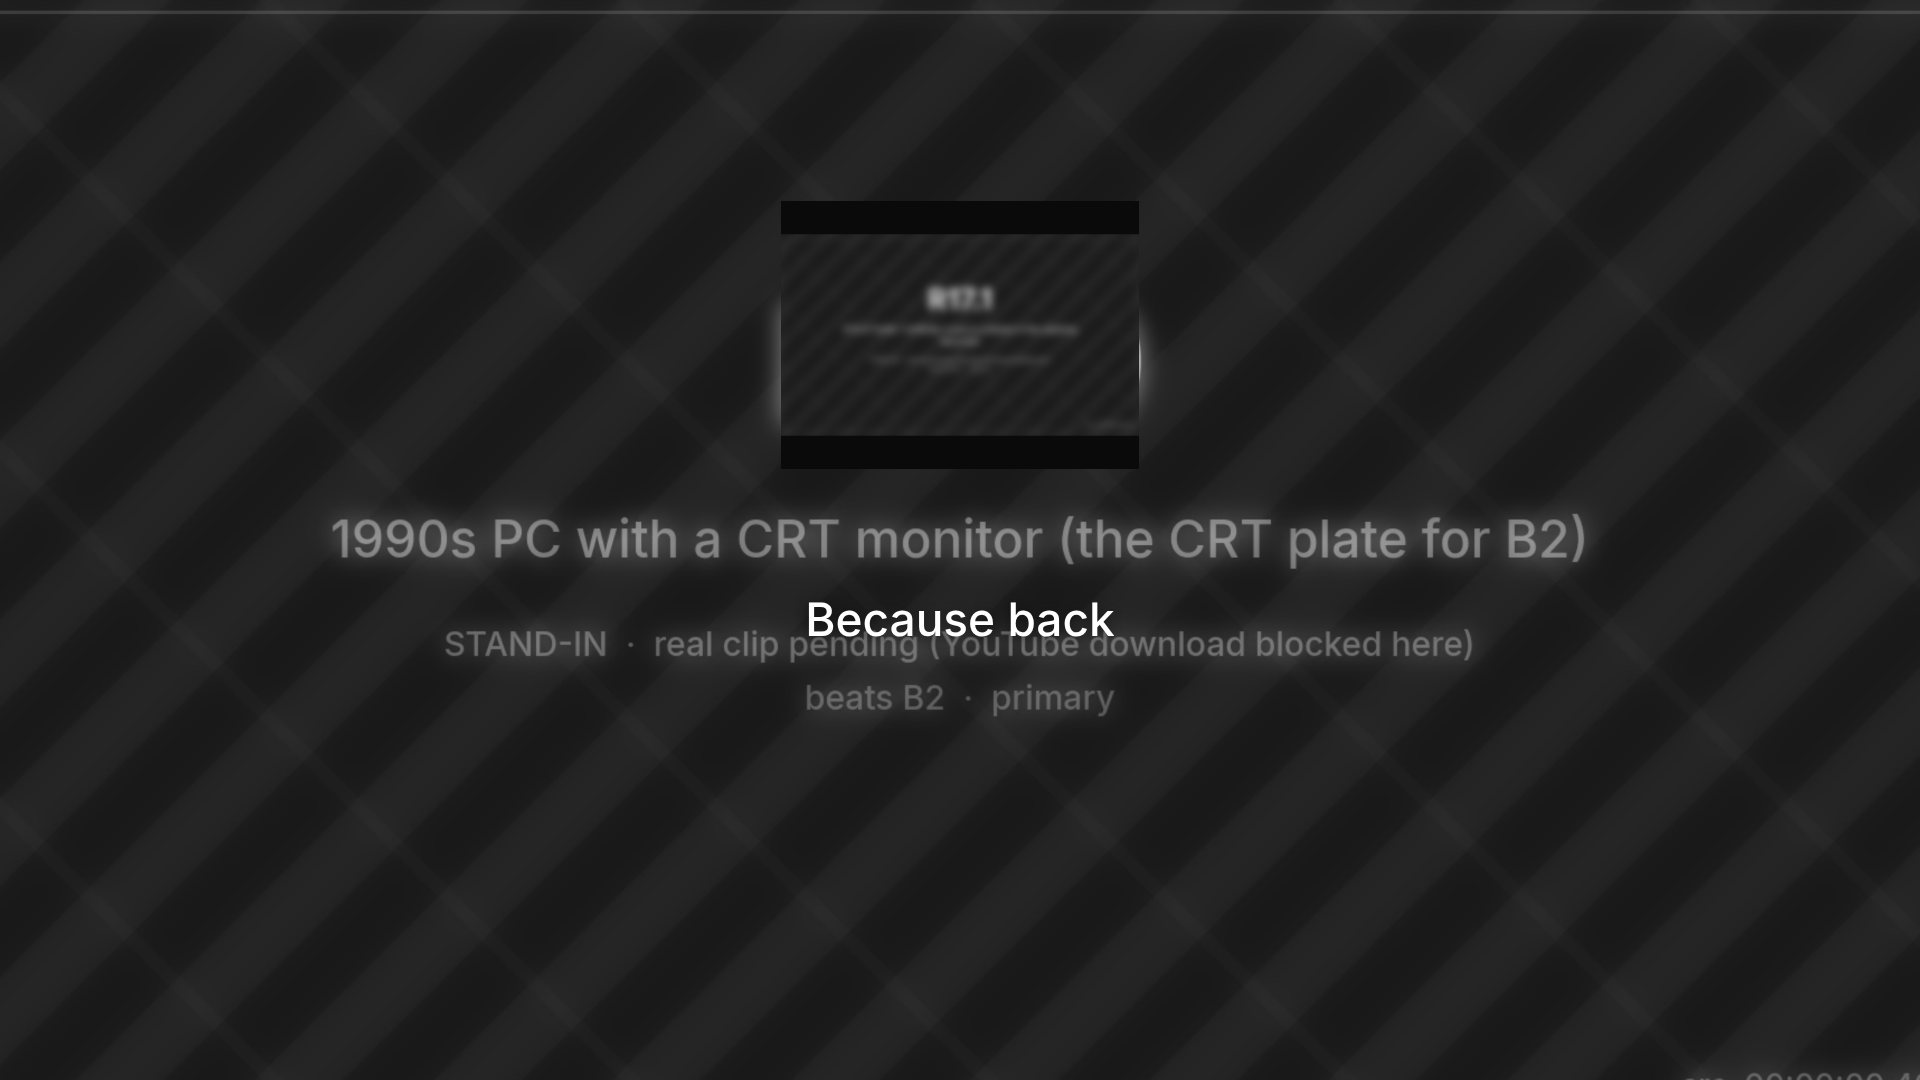 1990s PC with a CRT monitor (the CRT plate for B2)
Because back
STAND-IN · real clip pending (YouTube download blocked here)
beats B2 · primary